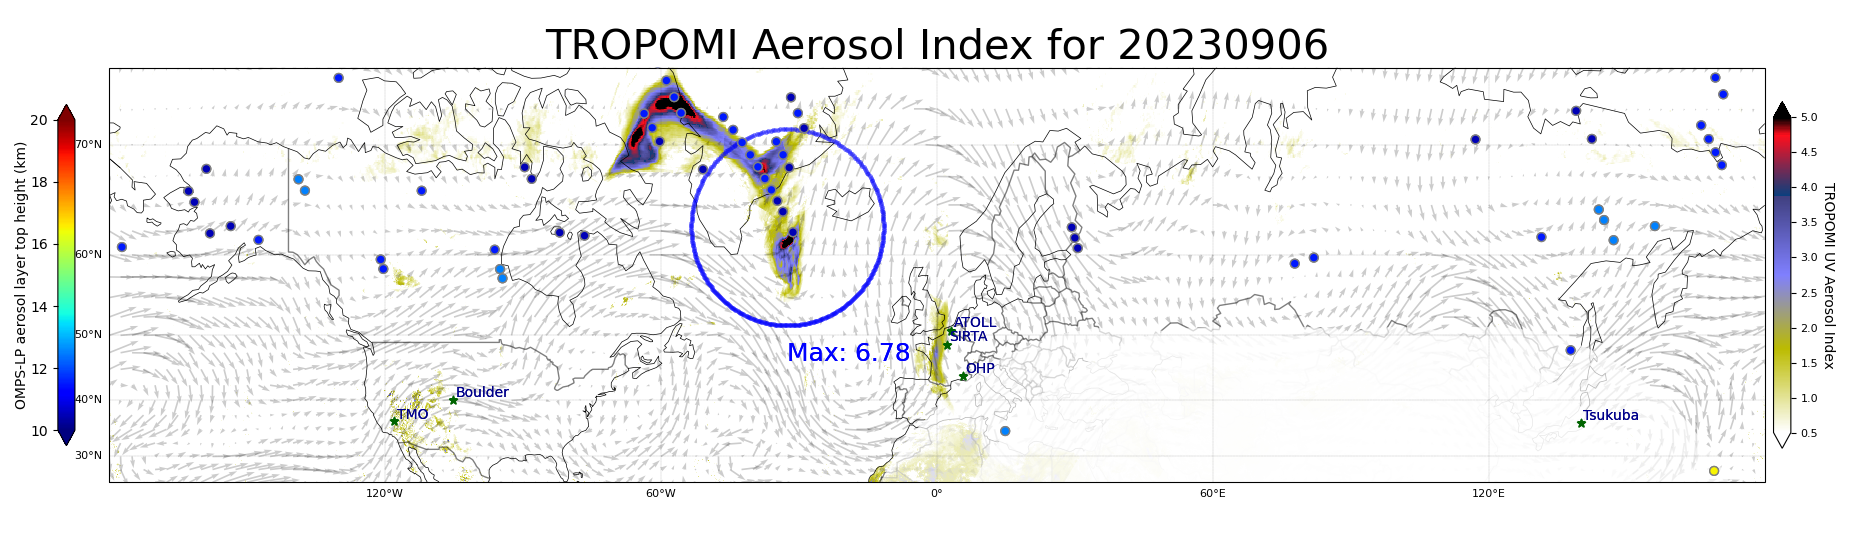 TROPOMI Aerosol Index for 20230906
OMPS-LP aerosol layer top height (km)
20
18
16
14
12
10
70°N
60°N
50°N
40°N
30°N
120°W
60°W
0°
60°E
120°E
ATOLL
SIRTA
OHP
Max: 6.78
Boulder
TMO
Tsukuba
5.0
4.5
4.0
3.5
3.0
2.5
2.0
1.5
1.0
0.5
TROPOMI UV Aerosol Index